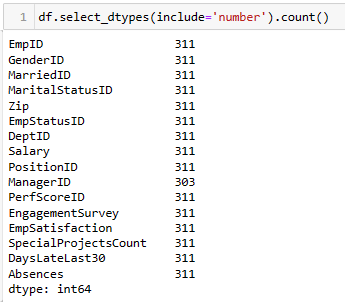 1 df.select_dtypes(include='number').count()
EmpID 311
GenderID 311
MarriedID 311
MaritalStatusID 311
Zip 311
EmpStatusID 311
DeptID 311
Salary 311
PositionID 311
ManagerID 303
PerfScoreID 311
EngagementSurvey 311
EmpSatisfaction 311
SpecialProjectsCount 311
DaysLateLast30 311
Absences 311
dtype: int64